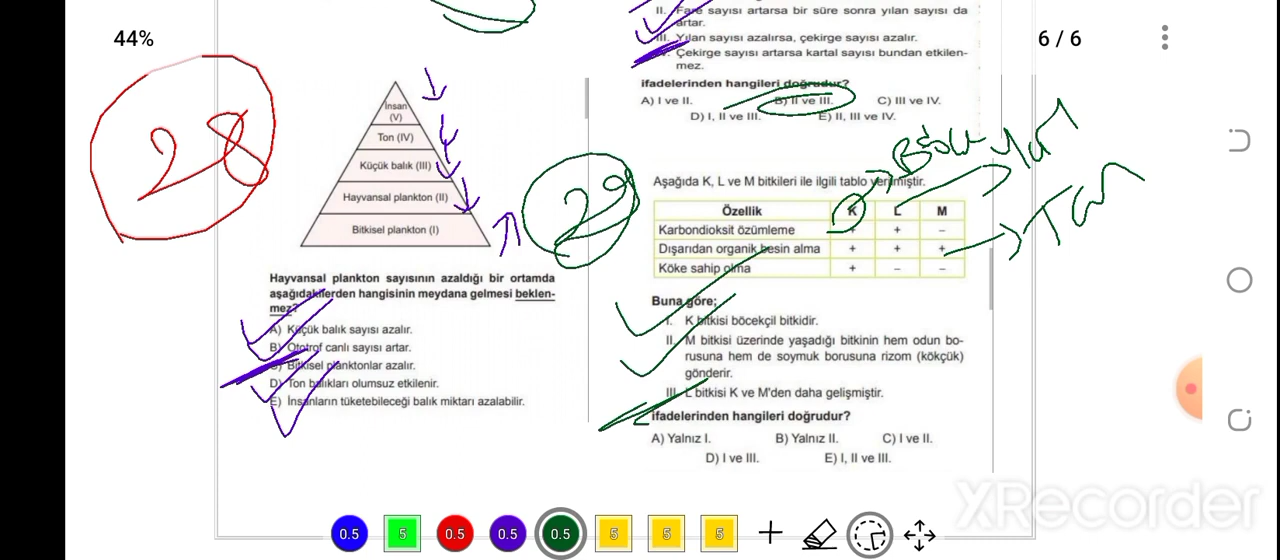 44%
6 / 6
II. Fare sayısı artarsa bir süre sonra yılan sayısı da
artar.
III. Yılan sayısı azalırsa, çekirge sayısı azalır.
Çekirge sayısı artarsa kartal sayısı bundan etkilen-
mez.
ifadelerinden hangileri doğrudur?
A) I ve II.
B) II ve III.
C) III ve IV.
D) I, II ve III.
E) II, III ve IV.
28
İnsan
(V)
Ton (IV)
Küçük balık (III)
Hayvansal plankton (II)
Bitkisel plankton (I)
Hayvansal plankton sayısının azaldığı bir ortamda
aşağıdakilerden hangisinin meydana gelmesi beklen-
mez?
A) Küçük balık sayısı azalır.
B) Ototrof canlı sayısı artar.
C) Bitkisel planktonlar azalır.
D) Ton balıkları olumsuz etkilenir.
E) İnsanların tüketebileceği balık miktarı azalabilir.
29
Böcek
Yarı
Tam
Aşağıda K, L ve M bitkileri ile ilgili tablo verilmiştir.
Özellik K L M
Karbondioksit özümleme + + –
Dışarıdan organik besin alma + + +
Köke sahip olma + – –
Buna göre;
I. K bitkisi böcekçil bitkidir.
II. M bitkisi üzerinde yaşadığı bitkinin hem odun bo-
rusuna hem de soymuk borusuna rizom (kökçük)
gönderir.
III. L bitkisi K ve M'den daha gelişmiştir.
ifadelerinden hangileri doğrudur?
A) Yalnız I.
B) Yalnız II.
C) I ve II.
D) I ve III.
E) I, II ve III.
0.5 5 0.5 0.5 0.5 5 5 5
XRecorder